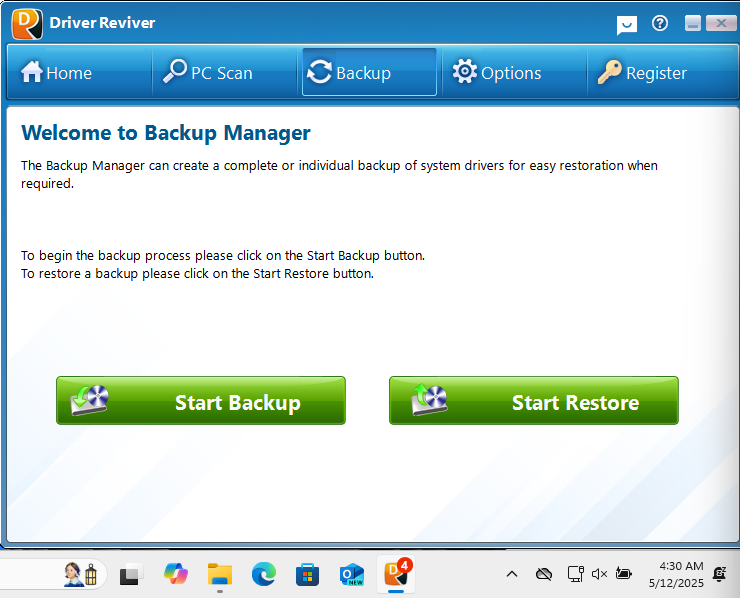 Driver Reviver
Home
PC Scan
Backup
Options
Register
Welcome to Backup Manager
The Backup Manager can create a complete or individual backup of system drivers for easy restoration when
required.
To begin the backup process please click on the Start Backup button.
To restore a backup please click on the Start Restore button.
Start Backup
Start Restore
NEW
4
4:30 AM
5/12/2025